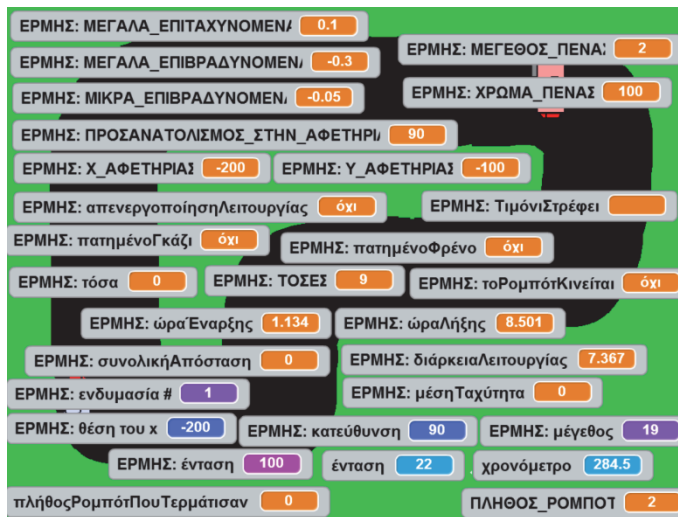 ΕΡΜΗΣ: ΜΕΓΑΛΑ_ΕΠΙΤΑΧΥΝΟΜΕΝΑ 0.1
ΕΡΜΗΣ: ΜΕΓΕΘΟΣ_ΠΕΝΑΣ 2
ΕΡΜΗΣ: ΜΕΓΑΛΑ_ΕΠΙΒΡΑΔΥΝΟΜΕΝΑ -0.3
ΕΡΜΗΣ: ΜΙΚΡΑ_ΕΠΙΒΡΑΔΥΝΟΜΕΝΑ -0.05
ΕΡΜΗΣ: ΧΡΩΜΑ_ΠΕΝΑΣ 100
ΕΡΜΗΣ: ΠΡΟΣΑΝΑΤΟΛΙΣΜΟΣ_ΣΤΗΝ_ΑΦΕΤΗΡΙΑ 90
ΕΡΜΗΣ: Χ_ΑΦΕΤΗΡΙΑΣ -200
ΕΡΜΗΣ: Υ_ΑΦΕΤΗΡΙΑΣ -100
ΕΡΜΗΣ: απενεργοποίησηΛειτουργίας όχι
ΕΡΜΗΣ: ΤιμόνιΣτρέφει
ΕΡΜΗΣ: πατημένοΓκάζι όχι
ΕΡΜΗΣ: πατημένοΦρένο όχι
ΕΡΜΗΣ: τόσα 0
ΕΡΜΗΣ: ΤΟΣΕΣ 9
ΕΡΜΗΣ: τοΡομπότΚινείται όχι
ΕΡΜΗΣ: ώραΈναρξης 1.134
ΕΡΜΗΣ: ώραΛήξης 8.501
ΕΡΜΗΣ: συνολικήΑπόσταση 0
ΕΡΜΗΣ: διάρκειαΛειτουργίας 7.367
ΕΡΜΗΣ: ενδυμασία # 1
ΕΡΜΗΣ: μέσηΤαχύτητα 0
ΕΡΜΗΣ: θέση του x -200
ΕΡΜΗΣ: κατεύθυνση 90
ΕΡΜΗΣ: μέγεθος 19
ΕΡΜΗΣ: ένταση 100
ένταση 22
χρονόμετρο 284.5
πλήθοςΡομπότΠουΤερμάτισαν 0
ΠΛΗΘΟΣ_ΡΟΜΠΟΤ 2